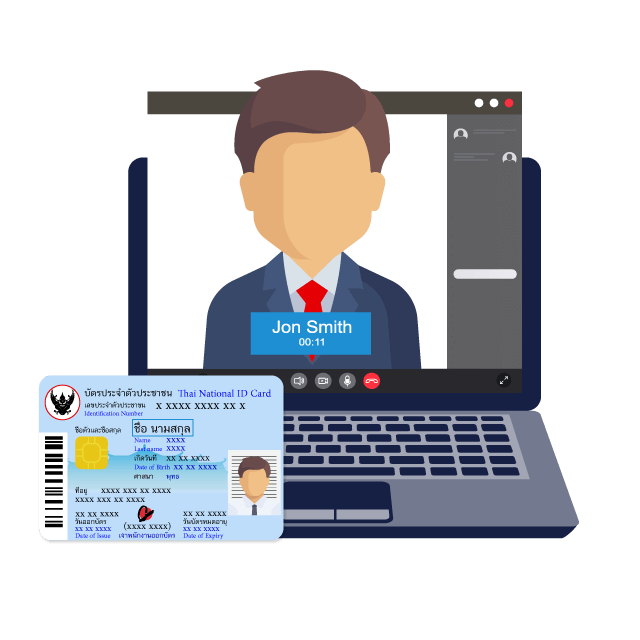 Jon Smith
00:11
บัตรประจำตัวประชาชน Thai National ID Card
เลขประจำตัวประชาชน X XXXX XXXX XX X
Identification Number
ชื่อตัวและชื่อสกุล ชื่อ นามสกุล
Name XXXX
Last name XXXX
เกิดวันที่ XX XX XXXX
Date of Birth XX XX XXXX
ศาสนา พุทธ
ที่อยู่ XXXX XXX XX XXXX
XXXX XXX XX XXXX
XX XX XXXX
วันออกบัตร
XX XX XXXX
Date of Issue
(XXXX XXXX)
เจ้าพนักงานออกบัตร
XX XX XXXX
วันบัตรหมดอายุ
XX XX XXXX
Date of Expiry